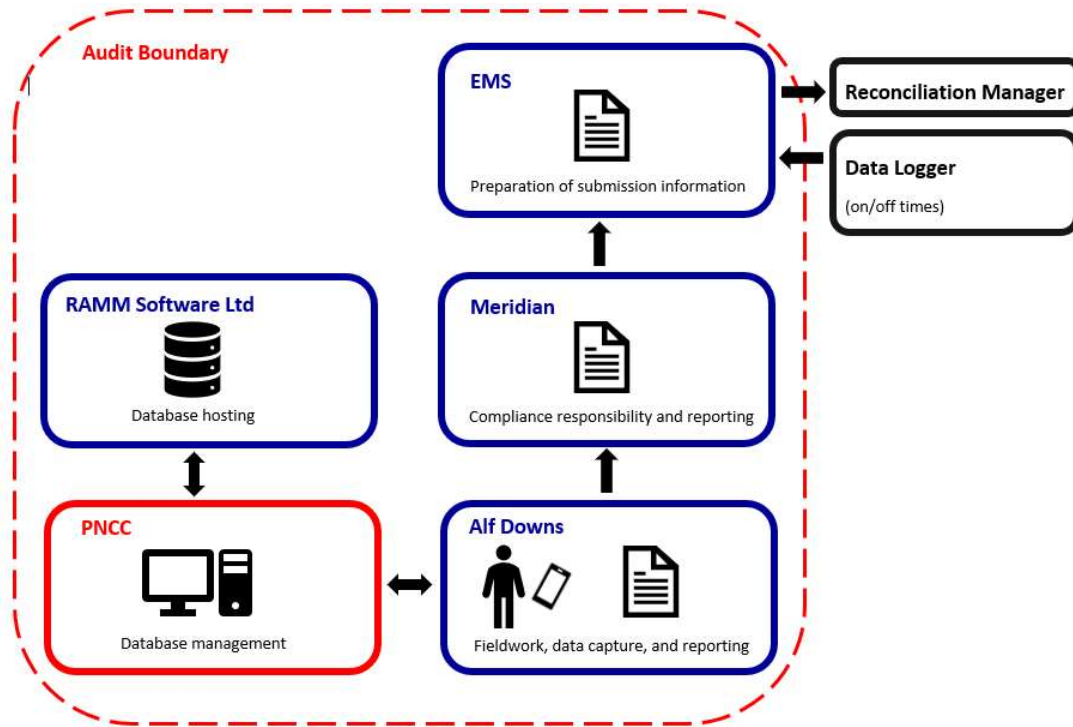 Audit Boundary
EMS
Preparation of submission information
Reconciliation Manager
Data Logger
(on/off times)
RAMM Software Ltd
Database hosting
Meridian
Compliance responsibility and reporting
PNCC
Database management
Alf Downs
Fieldwork, data capture, and reporting